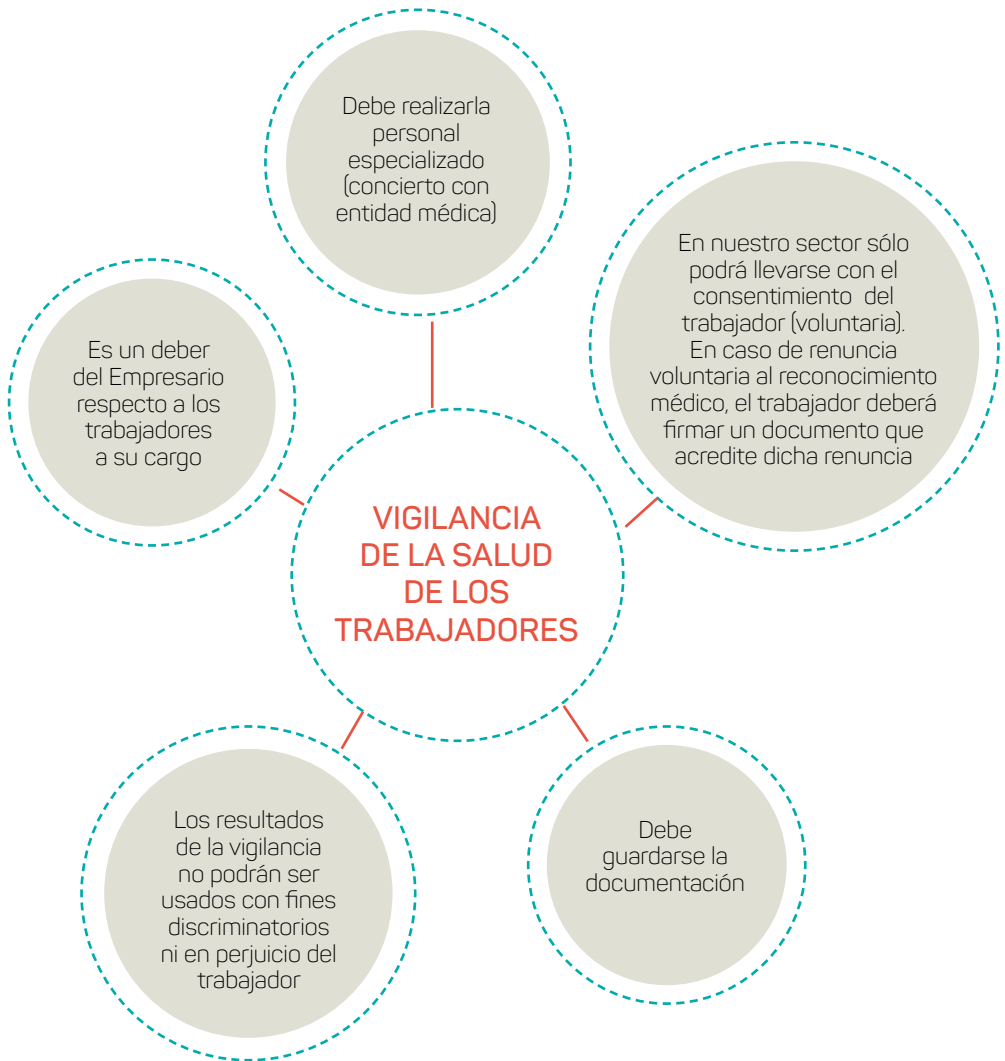 Debe realizarla
personal
especializado
(concierto con
entidad médica)
En nuestro sector sólo
podrá llevarse con el
consentimiento del
trabajador (voluntaria).
En caso de renuncia
voluntaria al reconocimiento
médico, el trabajador deberá
firmar un documento que
acredite dicha renuncia
Es un deber
del Empresario
respecto a los
trabajadores
a su cargo
VIGILANCIA
DE LA SALUD
DE LOS
TRABAJADORES
Los resultados
de la vigilancia
no podrán ser
usados con fines
discriminatorios
ni en perjuicio del
trabajador
Debe
guardarse la
documentación